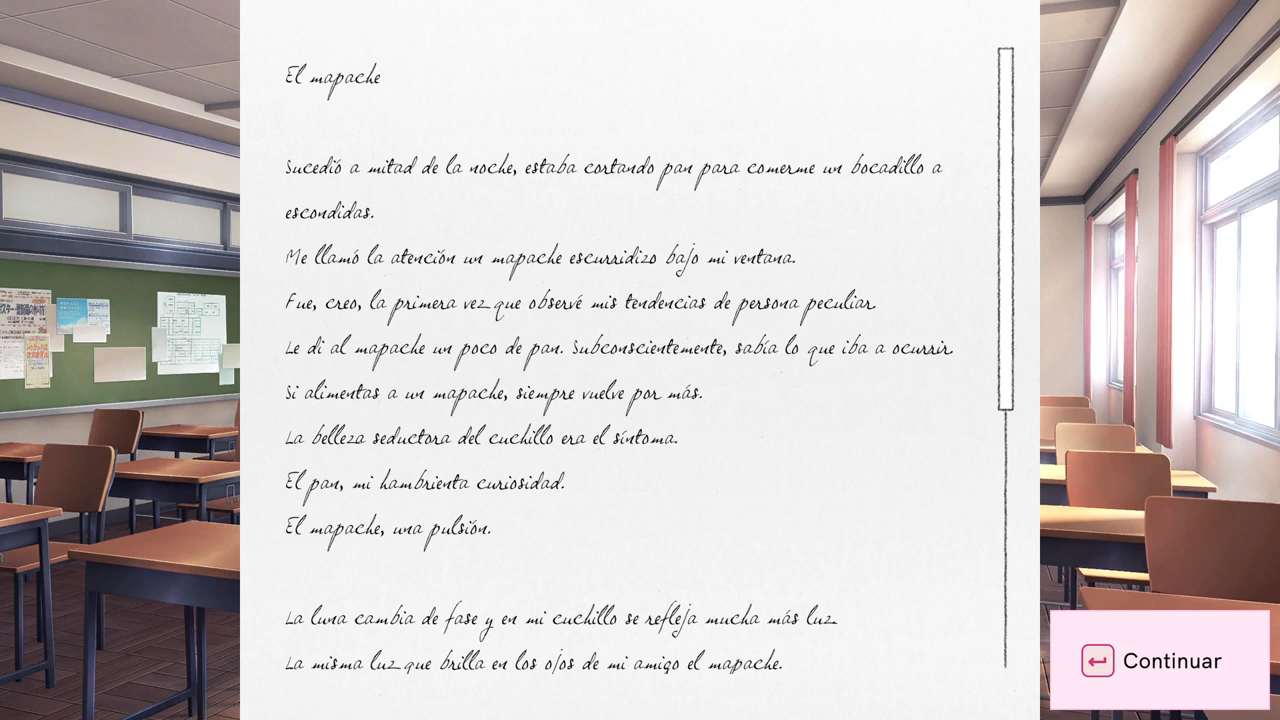 El mapache
Sucedió a mitad de la noche, estaba cortando pan para comerme un bocadillo a
escondidas.
Me llamó la atención un mapache escurridizo bajo mi ventana.
Fue, creo, la primera vez que observé mis tendencias de persona peculiar.
Le di al mapache un poco de pan. Subconscientemente, sabía lo que iba a ocurrir.
Si alimentas a un mapache, siempre vuelve por más.
La belleza seductora del cuchillo era el síntoma.
El pan, mi hambrienta curiosidad.
El mapache, una pulsión.
La luna cambia de fase y en mi cuchillo se refleja mucha más luz.
La misma luz que brilla en los ojos de mi amigo el mapache.
Continuar